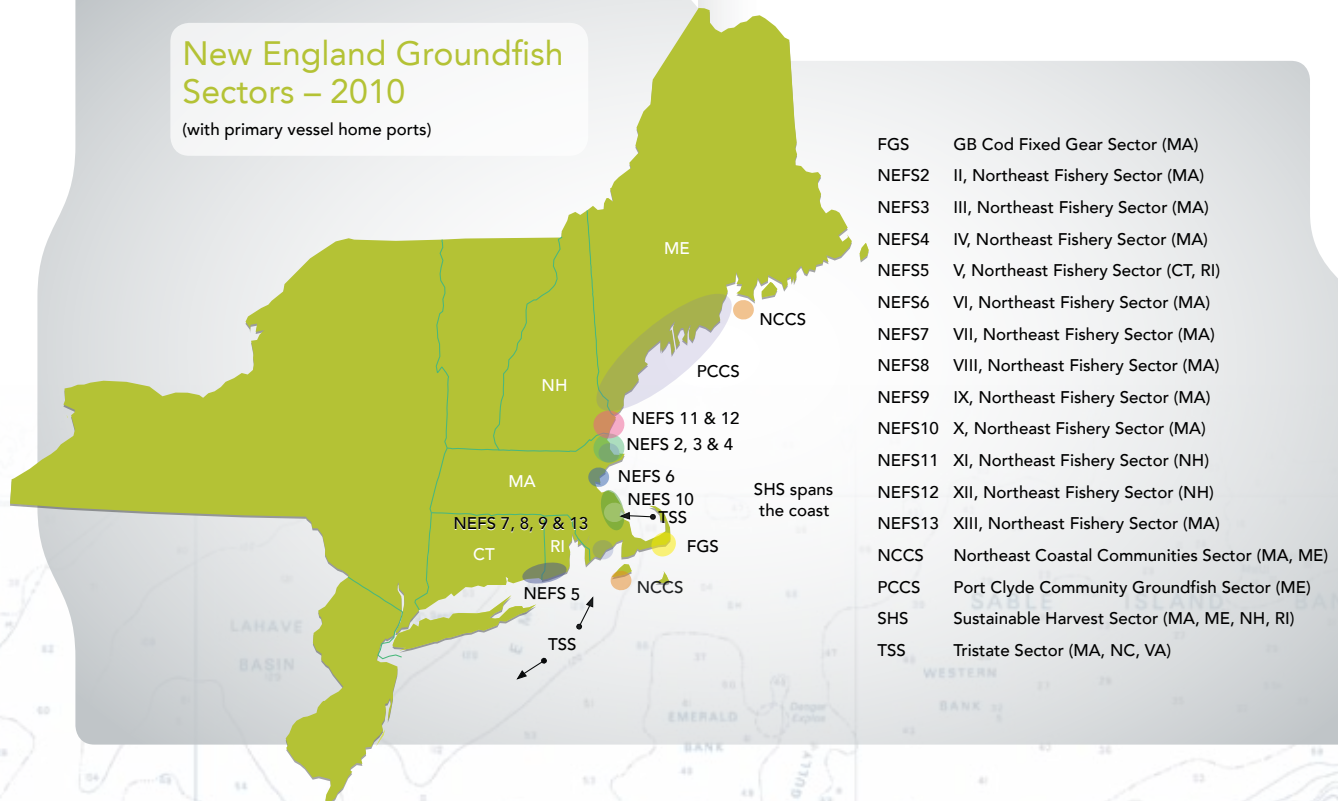 New England Groundfish
Sectors – 2010
(with primary vessel home ports)
ME
NCCS
PCCS
NH
NEFS 11 & 12
NEFS 2, 3 & 4
MA
NEFS 6
NEFS 10
SHS spans
the coast
TSS
NEFS 7, 8, 9 & 13
CT
RI
FGS
NEFS 5
NCCS
TSS
FGS GB Cod Fixed Gear Sector (MA)
NEFS2 II, Northeast Fishery Sector (MA)
NEFS3 III, Northeast Fishery Sector (MA)
NEFS4 IV, Northeast Fishery Sector (MA)
NEFS5 V, Northeast Fishery Sector (CT, RI)
NEFS6 VI, Northeast Fishery Sector (MA)
NEFS7 VII, Northeast Fishery Sector (MA)
NEFS8 VIII, Northeast Fishery Sector (MA)
NEFS9 IX, Northeast Fishery Sector (MA)
NEFS10 X, Northeast Fishery Sector (MA)
NEFS11 XI, Northeast Fishery Sector (NH)
NEFS12 XII, Northeast Fishery Sector (NH)
NEFS13 XIII, Northeast Fishery Sector (MA)
NCCS Northeast Coastal Communities Sector (MA, ME)
PCCS Port Clyde Community Groundfish Sector (ME)
SHS Sustainable Harvest Sector (MA, ME, NH, RI)
TSS Tristate Sector (MA, NC, VA)
LAHAVE
BASIN
SABLE ISLAND BAN
WESTERN
BANK
EMERALD
BANK
GULLY
Danger